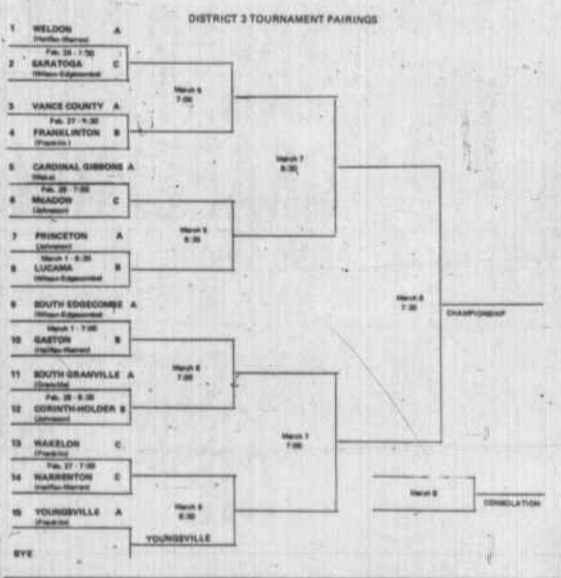 DISTRICT 3 TOURNAMENT PAIRINGS
1 WELDON A
(Halifax-Warren)
Feb. 26 - 7:00
2 SARATOGA C
(Wilson-Edgecombe)
3 VANCE COUNTY A
Feb. 27 - 8:30
4 FRANKLINTON B
(Franklin)
5 CARDINAL GIBBONS A
(Wake)
Feb. 28 - 7:00
6 MEADOW C
(Johnston)
7 PRINCETON A
(Johnston)
March 1 - 8:30
8 LUCAMA B
(Wilson-Edgecombe)
9 SOUTH EDGECOMBE A
(Wilson-Edgecombe)
March 1 - 7:00
10 GASTON B
(Halifax-Warren)
11 SOUTH GRANVILLE A
(Granville)
Feb. 28 - 8:30
12 CORINTH-HOLDER B
(Johnston)
13 WAKELON C
(Franklin)
Feb. 27 - 7:00
14 WARRENTON C
(Halifax-Warren)
15 YOUNGSVILLE A
(Franklin)
BYE
March
7:00
March
8:30
March
7:00
March
8:30
YOUNGSVILLE
March 7
8:30
March 7
7:00
March 8
7:30
CHAMPIONSHIP
March 8
CONSOLATION